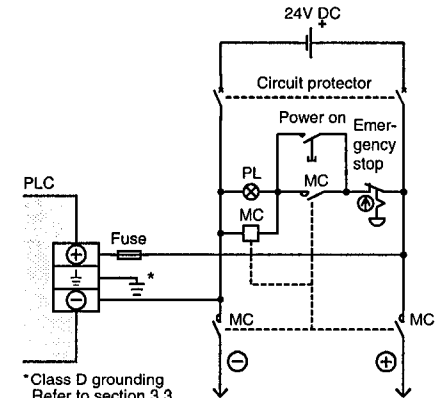 24V DC
+
Circuit protector
Power on
Emer-
gency
stop
PLC
PL
MC
MC
Fuse
+
*
−
MC
MC
−
+
*Class D grounding
Refer to section 3.3